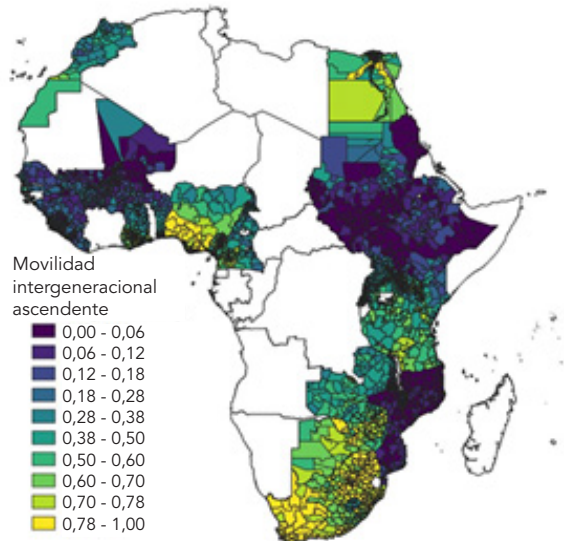 Movilidad
intergeneracional
ascendente
0,00 - 0,06
0,06 - 0,12
0,12 - 0,18
0,18 - 0,28
0,28 - 0,38
0,38 - 0,50
0,50 - 0,60
0,60 - 0,70
0,70 - 0,78
0,78 - 1,00